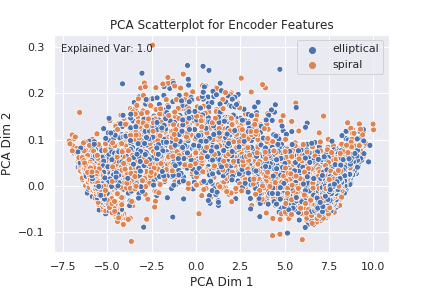 PCA Scatterplot for Encoder Features
Explained Var: 1.0
elliptical
spiral
PCA Dim 2
0.3
0.2
0.1
0.0
−0.1
−7.5 −5.0 −2.5 0.0 2.5 5.0 7.5 10.0
PCA Dim 1